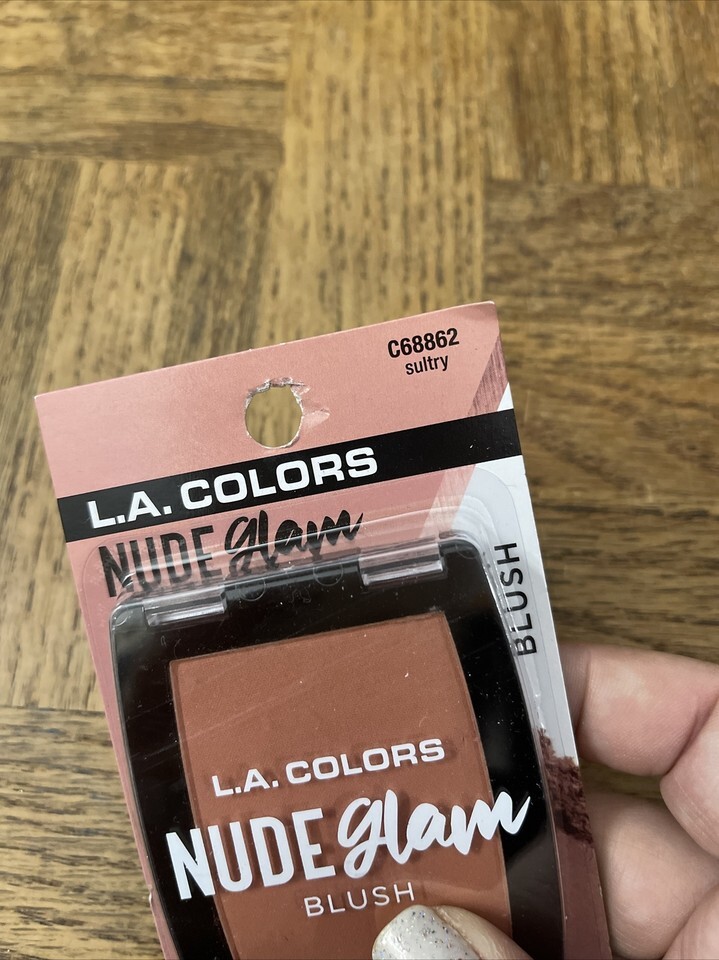 C68862
sultry
L.A. COLORS
NUDE glam
BLUSH
L.A. COLORS
NUDE glam
BLUSH